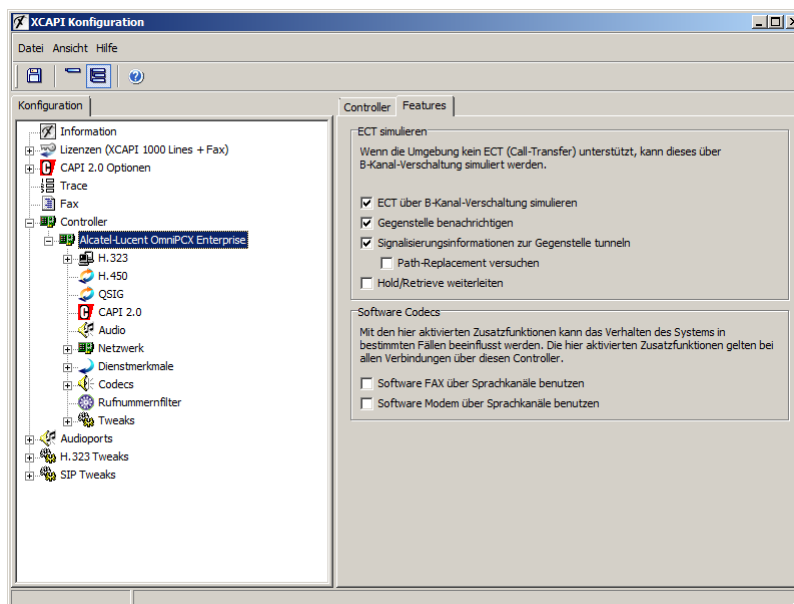 XCAPI Konfiguration
Datei Ansicht Hilfe
Konfiguration
Information
Lizenzen (XCAPI 1000 Lines + Fax)
CAPI 2.0 Optionen
Trace
Fax
Controller
Alcatel-Lucent OmniPCX Enterprise
H.323
H.450
QSIG
CAPI 2.0
Audio
Netzwerk
Dienstmerkmale
Codecs
Rufnummernfilter
Tweaks
Audioports
H.323 Tweaks
SIP Tweaks
Controller Features
ECT simulieren
Wenn die Umgebung kein ECT (Call-Transfer) unterstützt, kann dieses über
B-Kanal-Verschaltung simuliert werden.
ECT über B-Kanal-Verschaltung simulieren
Gegenstelle benachrichtigen
Signalisierungsinformationen zur Gegenstelle tunneln
Path-Replacement versuchen
Hold/Retrieve weiterleiten
Software Codecs
Mit den hier aktivierten Zusatzfunktionen kann das Verhalten des Systems in
bestimmten Fällen beeinflusst werden. Die hier aktivierten Zusatzfunktionen gelten bei
allen Verbindungen über diesen Controller.
Software FAX über Sprachkanäle benutzen
Software Modem über Sprachkanäle benutzen